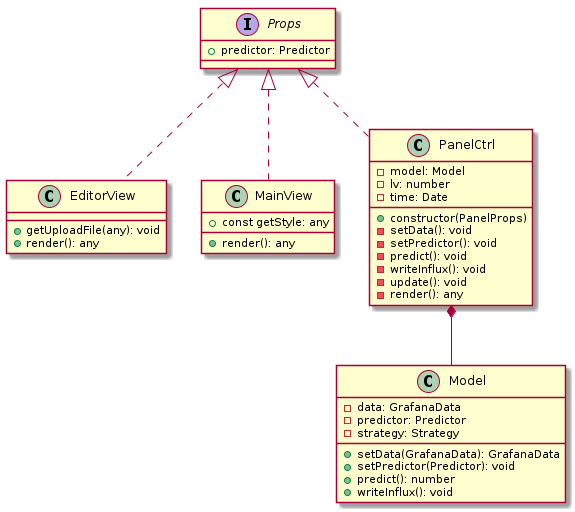 I Props
predictor: Predictor
C EditorView
getUploadFile(any): void
render(): any
C MainView
const getStyle: any
render(): any
C PanelCtrl
model: Model
lv: number
time: Date
constructor(PanelProps)
setData(): void
setPredictor(): void
predict(): void
writeInflux(): void
update(): void
render(): any
C Model
data: GrafanaData
predictor: Predictor
strategy: Strategy
setData(GrafanaData): GrafanaData
setPredictor(Predictor): void
predict(): number
writeInflux(): void